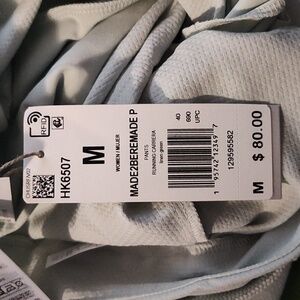 RFID
HK6507
M
WOMEN / MUJER
MADE2BEREMADE P
PANTS
RUNNING CARRERA
linen green
40
690
UPC
1 95742 12349 7
129595582
M $ 80.00